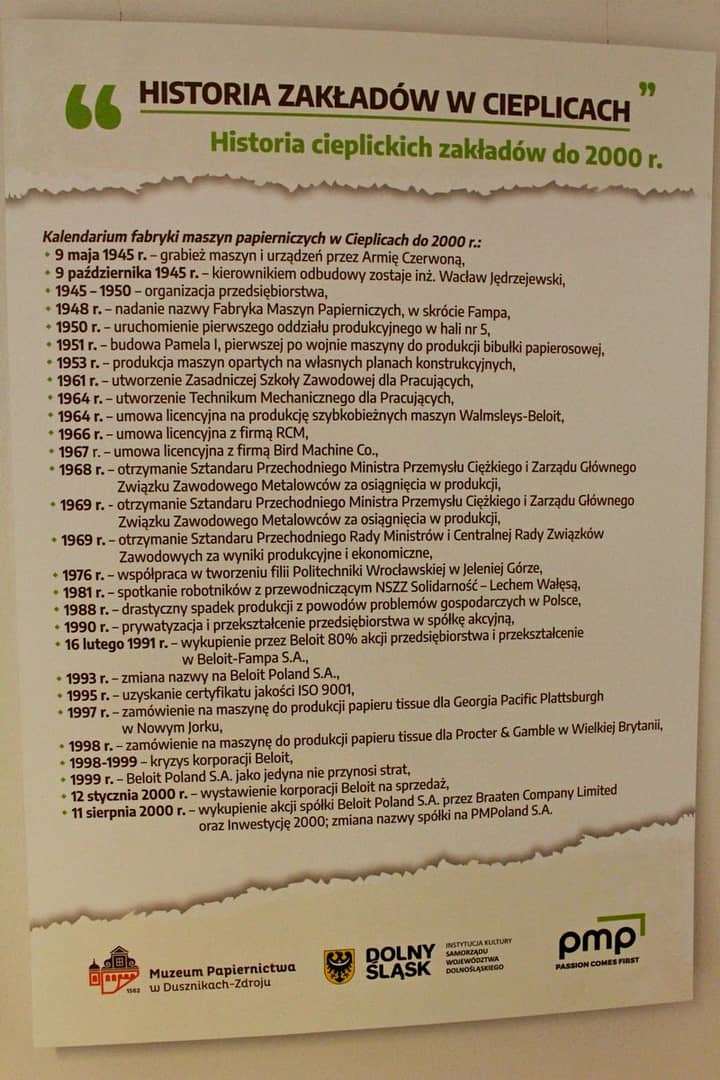 “ HISTORIA ZAKŁADÓW W CIEPLICACH ”
Historia cieplickich zakładów do 2000 r.
Kalendarium fabryki maszyn papierniczych w Cieplicach do 2000 r.:
• 9 maja 1945 r. – grabież maszyn i urządzeń przez Armię Czerwoną,
• 9 października 1945 r. – kierownikiem odbudowy zostaje inż. Wacław Jędrzejewski,
• 1945 – 1950 – organizacja przedsiębiorstwa,
• 1948 r. – nadanie nazwy Fabryka Maszyn Papierniczych, w skrócie Fampa,
• 1950 r. – uruchomienie pierwszego oddziału produkcyjnego w hali nr 5,
• 1951 r. – budowa Pamela I, pierwszej po wojnie maszyny do produkcji bibułki papierosowej,
• 1953 r. – produkcja maszyn opartych na własnych planach konstrukcyjnych,
• 1961 r. – utworzenie Zasadniczej Szkoły Zawodowej dla Pracujących,
• 1964 r. – utworzenie Technikum Mechanicznego dla Pracujących,
• 1964 r. – umowa licencyjna na produkcję szybkobieżnych maszyn Walmsleys-Beloit,
• 1966 r. – umowa licencyjna z firmą RCM,
• 1967 r. – umowa licencyjna z firmą Bird Machine Co.,
• 1968 r. – otrzymanie Sztandaru Przechodniego Ministra Przemysłu Ciężkiego i Zarządu Głównego
Związku Zawodowego Metalowców za osiągnięcia w produkcji,
• 1969 r. - otrzymanie Sztandaru Przechodniego Ministra Przemysłu Ciężkiego i Zarządu Głównego
Związku Zawodowego Metalowców za osiągnięcia w produkcji,
• 1969 r. – otrzymanie Sztandaru Przechodniego Rady Ministrów i Centralnej Rady Związków
Zawodowych za wyniki produkcyjne i ekonomiczne,
• 1976 r. – współpraca w tworzeniu filii Politechniki Wrocławskiej w Jeleniej Górze,
• 1981 r. – spotkanie robotników z przewodniczącym NSZZ Solidarność – Lechem Wałęsą,
• 1988 r. – drastyczny spadek produkcji z powodów problemów gospodarczych w Polsce,
• 1990 r. – prywatyzacja i przekształcenie przedsiębiorstwa w spółkę akcyjną,
• 16 lutego 1991 r. – wykupienie przez Beloit 80% akcji przedsiębiorstwa i przekształcenie
w Beloit-Fampa S.A.,
• 1993 r. – zmiana nazwy na Beloit Poland S.A.,
• 1995 r. – uzyskanie certyfikatu jakości ISO 9001,
• 1997 r. – zamówienie na maszynę do produkcji papieru tissue dla Georgia Pacific Plattsburgh
w Nowym Jorku,
• 1998 r. – zamówienie na maszynę do produkcji papieru tissue dla Procter & Gamble w Wielkiej Brytanii,
• 1998-1999 – kryzys korporacji Beloit,
• 1999 r. – Beloit Poland S.A. jako jedyna nie przynosi strat,
• 12 stycznia 2000 r. – wystawienie korporacji Beloit na sprzedaż,
• 11 sierpnia 2000 r. – wykupienie akcji spółki Beloit Poland S.A. przez Braaten Company Limited
oraz Inwestycję 2000; zmiana nazwy spółki na PMPoland S.A.
1562
Muzeum Papiernictwa
w Dusznikach-Zdroju
DOLNY
ŚLĄSK
INSTYTUCJA KULTURY
SAMORZĄDU
WOJEWÓDZTWA
DOLNOŚLĄSKIEGO
pmp
PASSION COMES FIRST